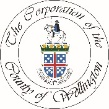 The Corporation of the
County of Wellington